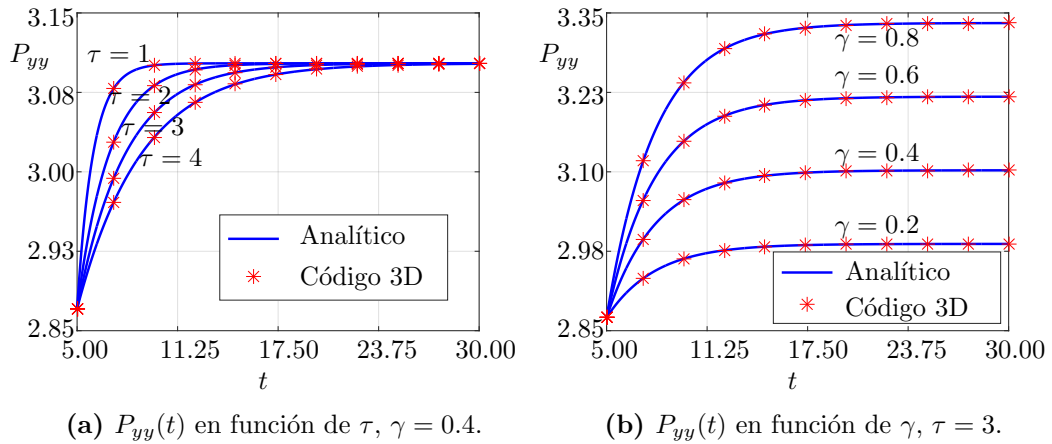 3.15
P_yy
τ = 1
3.08
τ = 2
τ = 3
τ = 4
3.00
2.93
2.85
Analítico
Código 3D
5.00 11.25 17.50 23.75 30.00
t
(a) P_yy(t) en función de τ, γ = 0.4.
3.35
P_yy
γ = 0.8
3.23
γ = 0.6
3.10
γ = 0.4
2.98
γ = 0.2
2.85
Analítico
Código 3D
5.00 11.25 17.50 23.75 30.00
t
(b) P_yy(t) en función de γ, τ = 3.